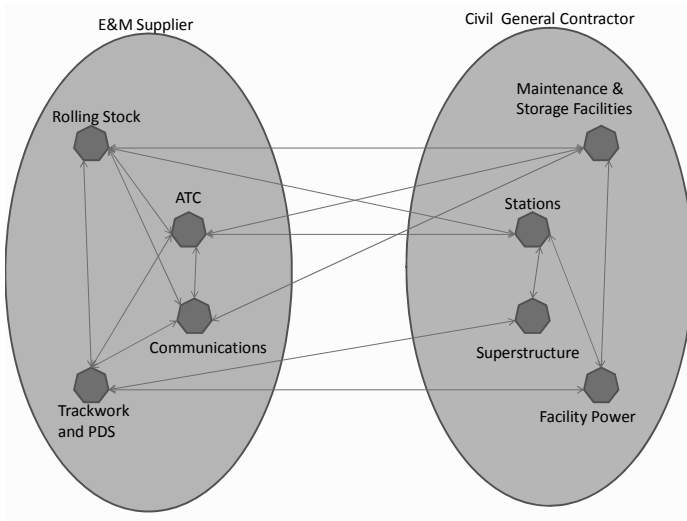 E&M Supplier
Civil General Contractor
Rolling Stock
Maintenance &
Storage Facilities
ATC
Stations
Communications
Superstructure
Trackwork
and PDS
Facility Power